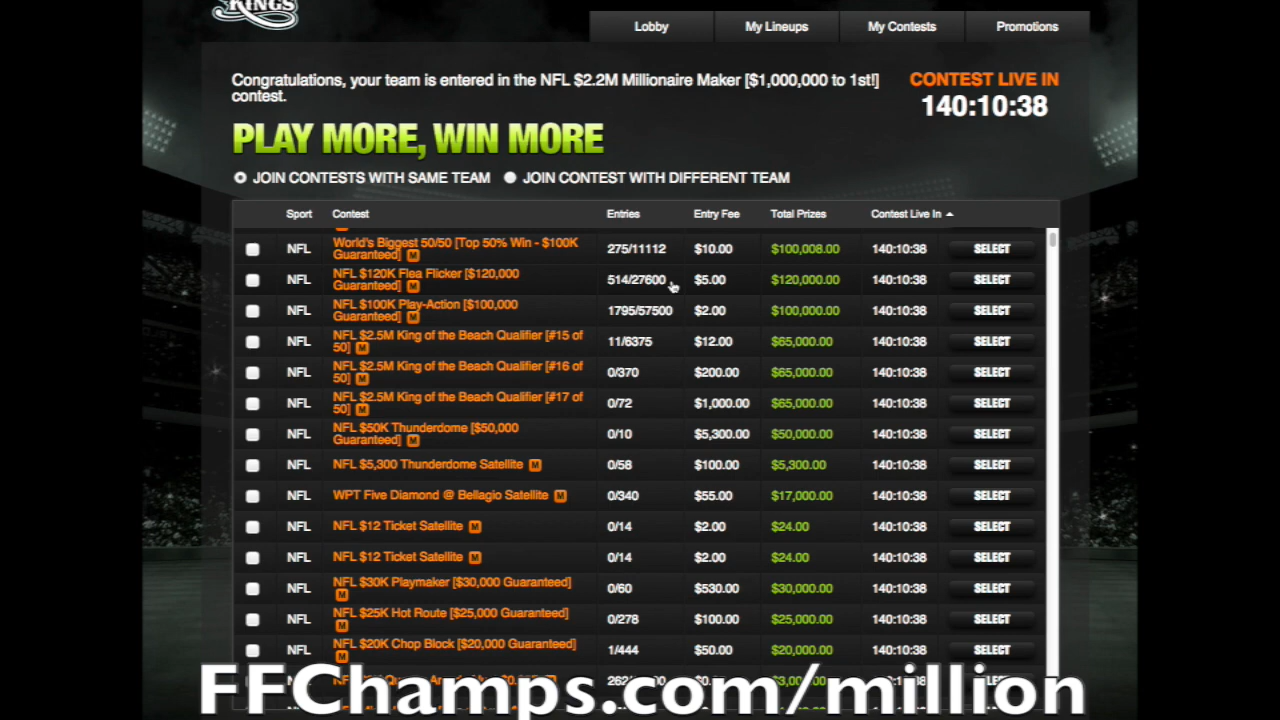 KINGS
Lobby My Lineups My Contests Promotions
Congratulations, your team is entered in the NFL $2.2M Millionaire Maker [$1,000,000 to 1st!]
contest.
CONTEST LIVE IN
140:10:38
PLAY MORE, WIN MORE
JOIN CONTESTS WITH SAME TEAM JOIN CONTEST WITH DIFFERENT TEAM
Sport Contest Entries Entry Fee Total Prizes Contest Live In
NFL World's Biggest 50/50 [Top 50% Win - $100K
Guaranteed] M 275/11112 $10.00 $100,008.00 140:10:38 SELECT
NFL NFL $120K Flea Flicker [$120,000
Guaranteed] M 514/27600 $5.00 $120,000.00 140:10:38 SELECT
NFL NFL $100K Play-Action [$100,000
Guaranteed] M 1795/57500 $2.00 $100,000.00 140:10:38 SELECT
NFL NFL $2.5M King of the Beach Qualifier [#15 of
50] M 11/6375 $12.00 $65,000.00 140:10:38 SELECT
NFL NFL $2.5M King of the Beach Qualifier [#16 of
50] M 0/370 $200.00 $65,000.00 140:10:38 SELECT
NFL NFL $2.5M King of the Beach Qualifier [#17 of
50] M 0/72 $1,000.00 $65,000.00 140:10:38 SELECT
NFL NFL $50K Thunderdome [$50,000
Guaranteed] M 0/10 $5,300.00 $50,000.00 140:10:38 SELECT
NFL NFL $5,300 Thunderdome Satellite M 0/58 $100.00 $5,300.00 140:10:38 SELECT
NFL WPT Five Diamond @ Bellagio Satellite M 0/340 $55.00 $17,000.00 140:10:38 SELECT
NFL NFL $12 Ticket Satellite M 0/14 $2.00 $24.00 140:10:38 SELECT
NFL NFL $12 Ticket Satellite M 0/14 $2.00 $24.00 140:10:38 SELECT
NFL NFL $30K Playmaker [$30,000 Guaranteed]
M 0/60 $530.00 $30,000.00 140:10:38 SELECT
NFL NFL $25K Hot Route [$25,000 Guaranteed]
M 0/278 $100.00 $25,000.00 140:10:38 SELECT
NFL NFL $20K Chop Block [$20,000 Guaranteed]
M 1/444 $50.00 $20,000.00 140:10:38 SELECT
FFChamps.com/million